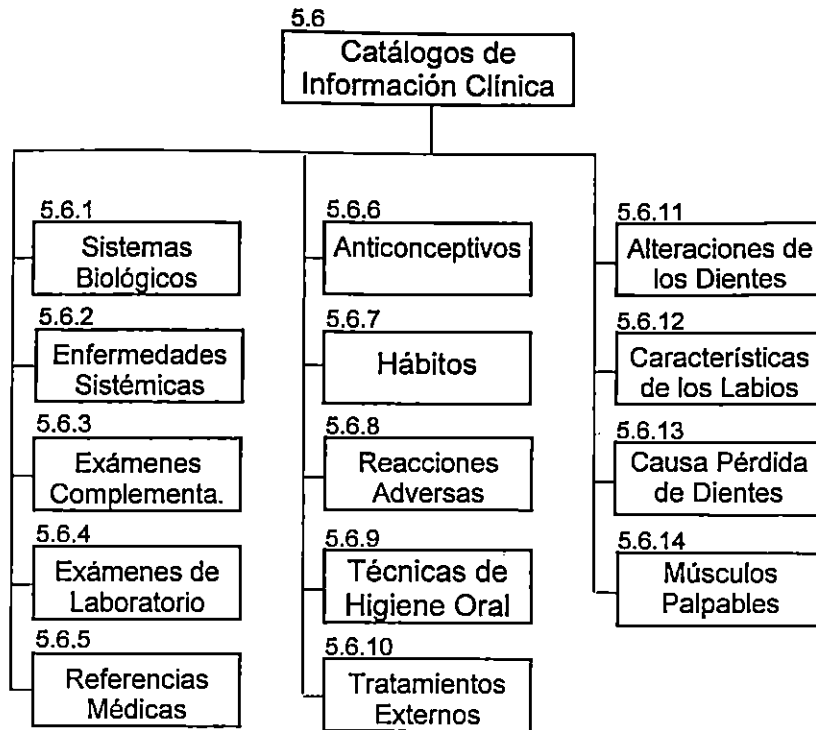 5.6
Catálogos de
Información Clínica
5.6.1
Sistemas
Biológicos
5.6.2
Enfermedades
Sistémicas
5.6.3
Exámenes
Complementa.
5.6.4
Exámenes de
Laboratorio
5.6.5
Referencias
Médicas
5.6.6
Anticonceptivos
5.6.7
Hábitos
5.6.8
Reacciones
Adversas
5.6.9
Técnicas de
Higiene Oral
5.6.10
Tratamientos
Externos
5.6.11
Alteraciones de
los Dientes
5.6.12
Características
de los Labios
5.6.13
Causa Pérdida
de Dientes
5.6.14
Músculos
Palpables